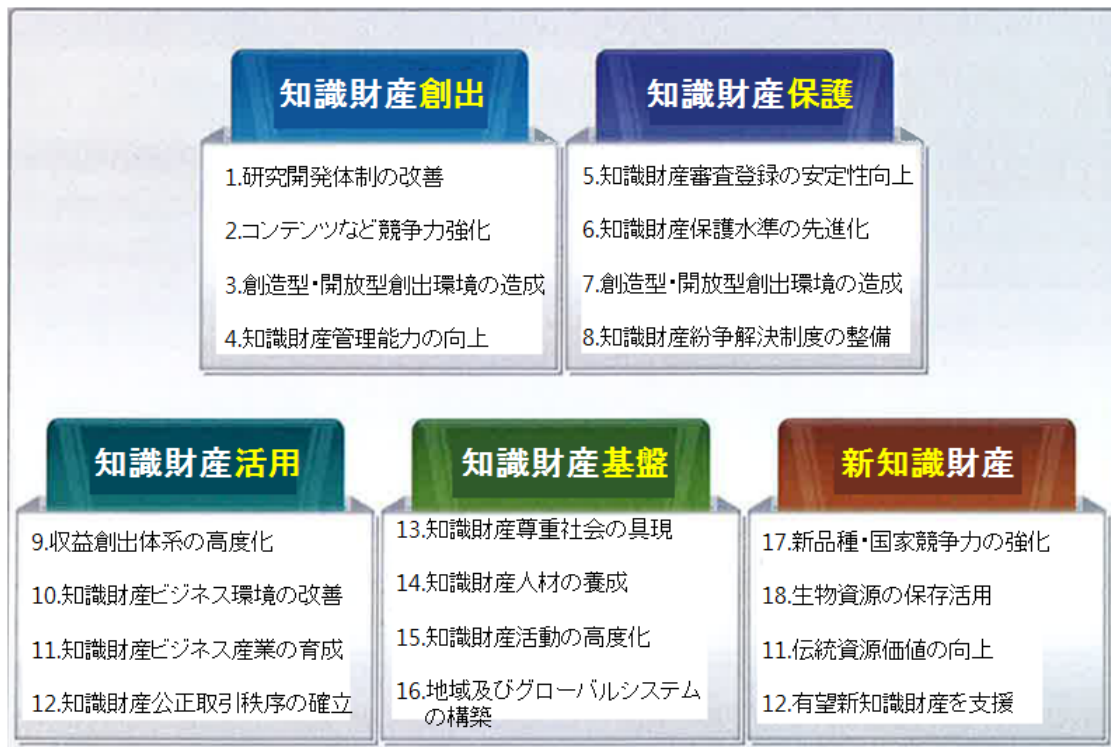 知識財産創出
1.研究開発体制の改善
2.コンテンツなど競争力強化
3.創造型・開放型創出環境の造成
4.知識財産管理能力の向上
知識財産保護
5.知識財産審査登録の安定性向上
6.知識財産保護水準の先進化
7.創造型・開放型創出環境の造成
8.知識財産紛争解決制度の整備
知識財産活用
9.収益創出体系の高度化
10.知識財産ビジネス環境の改善
11.知識財産ビジネス産業の育成
12.知識財産公正取引秩序の確立
知識財産基盤
13.知識財産尊重社会の具現
14.知識財産人材の養成
15.知識財産活動の高度化
16.地域及びグローバルシステム
の構築
新知識財産
17.新品種・国家競争力の強化
18.生物資源の保存活用
11.伝統資源価値の向上
12.有望新知識財産を支援